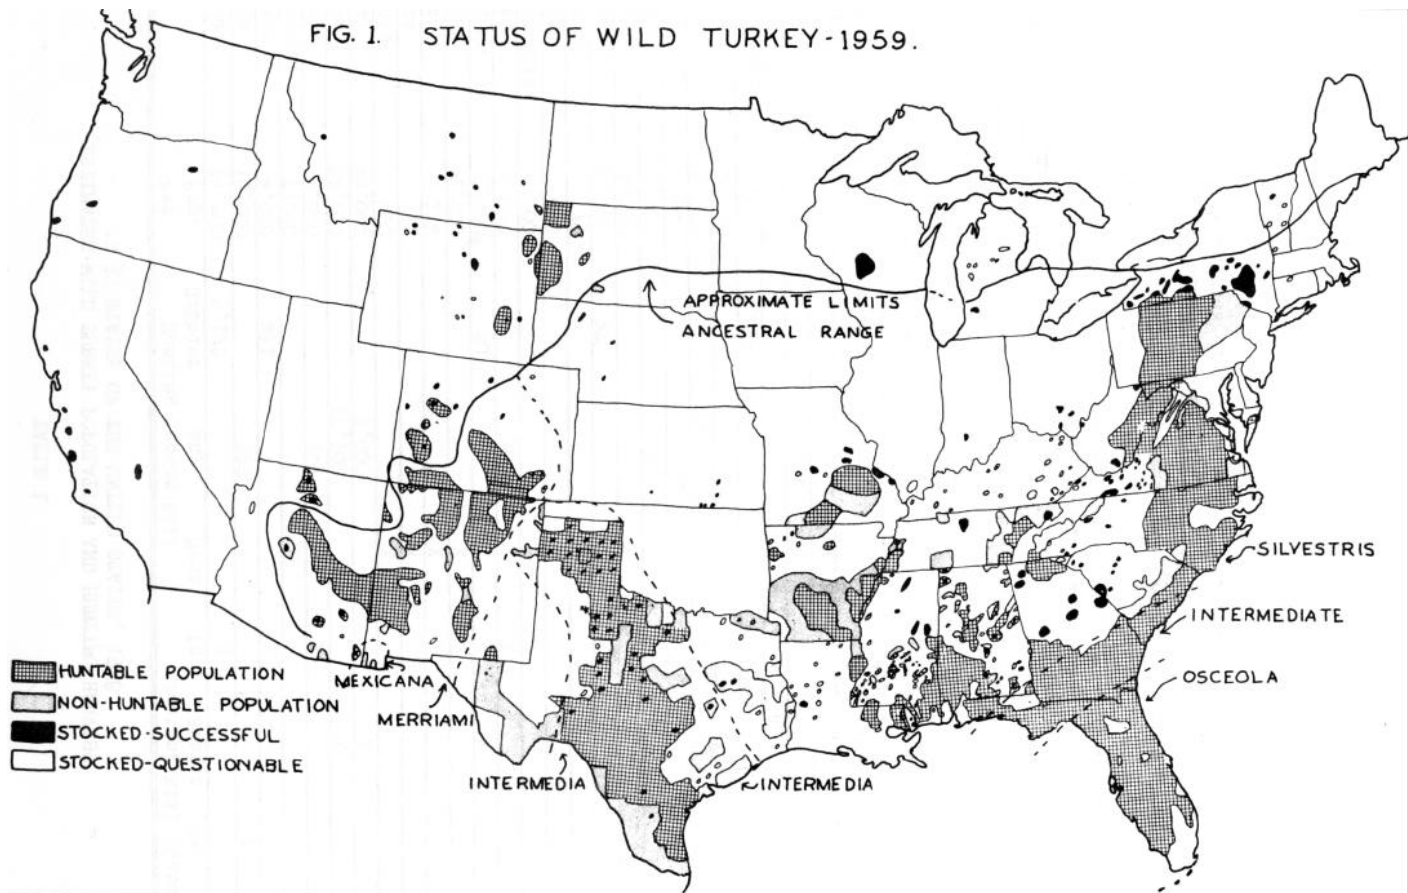 FIG. 1. STATUS OF WILD TURKEY-1959.
APPROXIMATE LIMITS
ANCESTRAL RANGE
SILVESTRIS
INTERMEDIATE
OSCEOLA
MEXICANA
MERRIAMI
INTERMEDIA
INTERMEDIA
HUNTABLE POPULATION
NON-HUNTABLE POPULATION
STOCKED-SUCCESSFUL
STOCKED-QUESTIONABLE